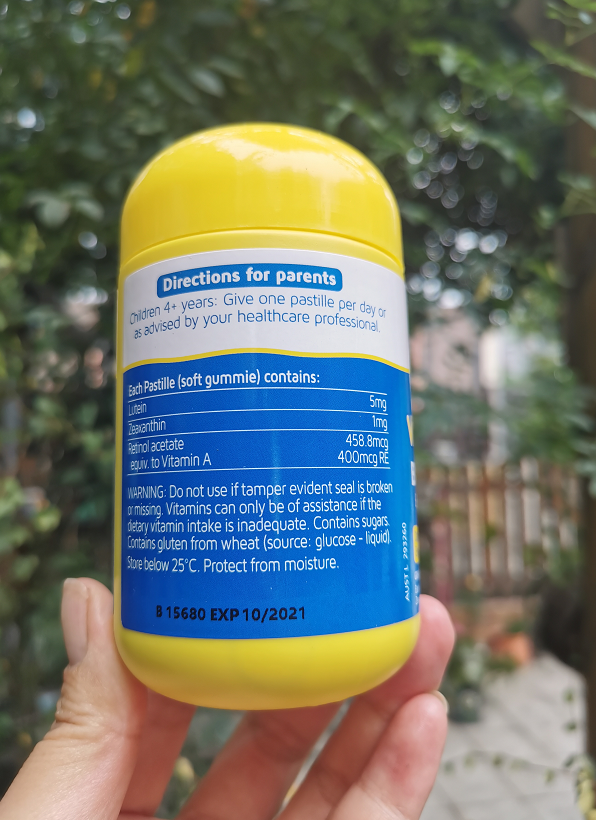 Directions for parents
Children 4+ years: Give one pastille per day or
as advised by your healthcare professional.
Each Pastille (soft gummie) contains:
Lutein 5mg
Zeaxanthin 1mg
Retinol acetate 458.8mcg
equiv. to Vitamin A 400mcg RE
WARNING: Do not use if tamper evident seal is broken
or missing. Vitamins can only be of assistance if the
dietary vitamin intake is inadequate. Contains sugars.
Contains gluten from wheat (source: glucose - liquid).
Store below 25°C. Protect from moisture.
B 15680 EXP 10/2021
AUST L 293260